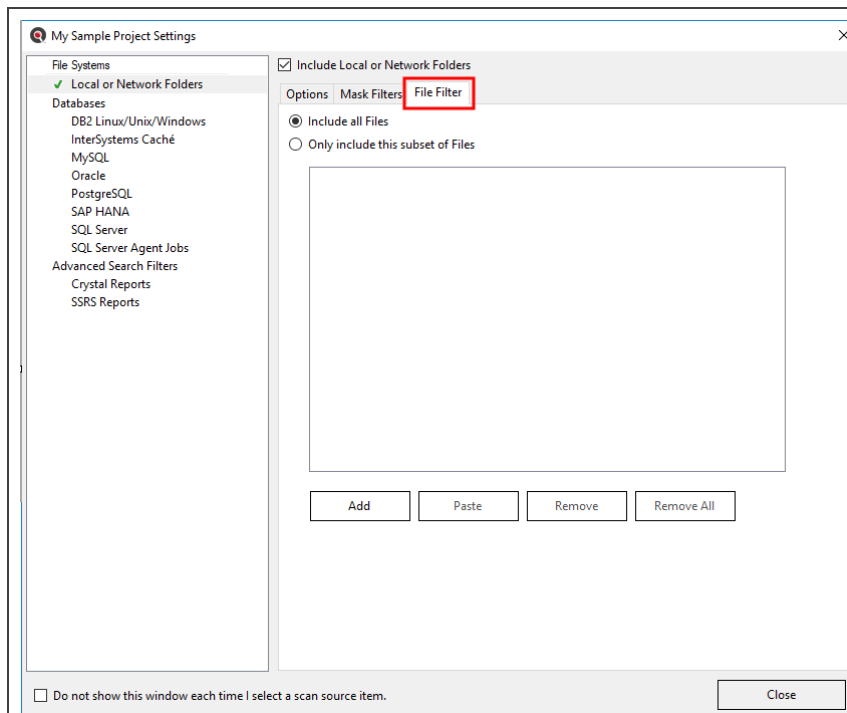 My Sample Project Settings
File Systems
✓ Local or Network Folders
Databases
DB2 Linux/Unix/Windows
InterSystems Caché
MySQL
Oracle
PostgreSQL
SAP HANA
SQL Server
SQL Server Agent Jobs
Advanced Search Filters
Crystal Reports
SSRS Reports
Include Local or Network Folders
Options Mask Filters File Filter
Include all Files
Only include this subset of Files
Add Paste Remove Remove All
Do not show this window each time I select a scan source item.
Close